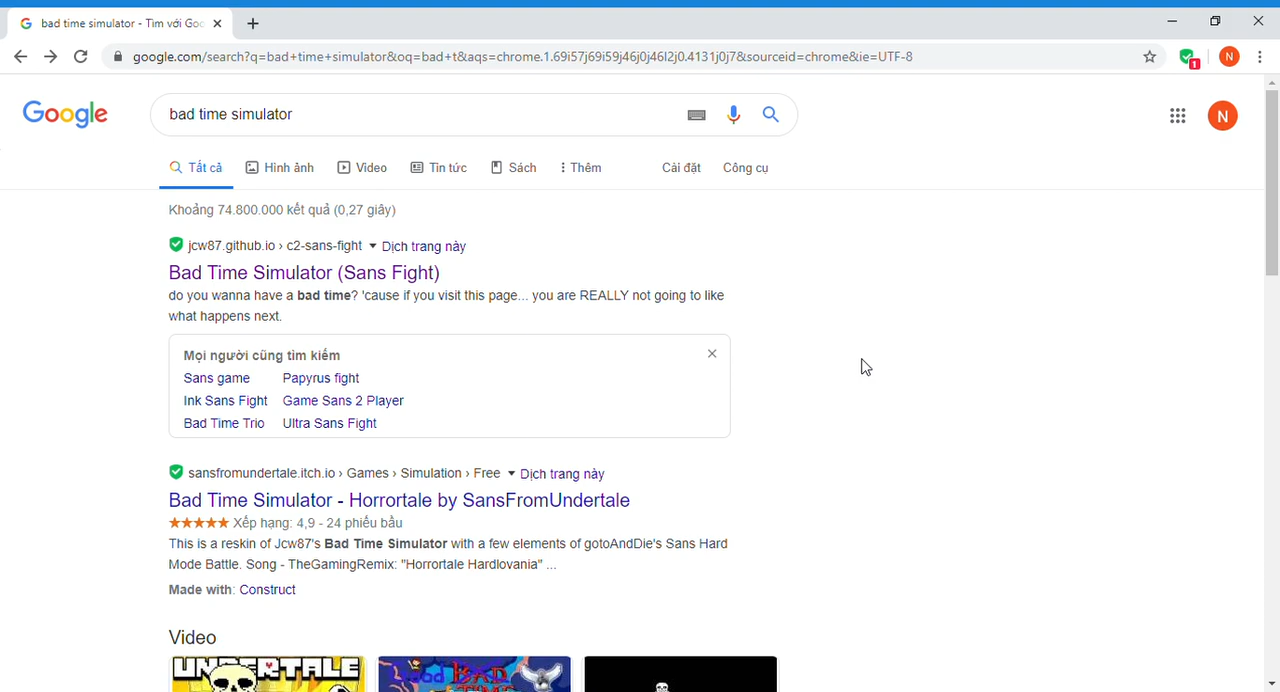 bad time simulator - Tìm với Goo
google.com/search?q=bad+time+simulator&oq=bad+t&aqs=chrome.1.69i57j69i59j46j0j46l2j0.4131j0j7&sourceid=chrome&ie=UTF-8
1
N
Google
bad time simulator
N
Tất cả
Hình ảnh
Video
Tin tức
Sách
Thêm
Cài đặt
Công cụ
Khoảng 74.800.000 kết quả (0,27 giây)
jcw87.github.io › c2-sans-fight
Dịch trang này
Bad Time Simulator (Sans Fight)
do you wanna have a bad time? 'cause if you visit this page... you are REALLY not going to like
what happens next.
Mọi người cũng tìm kiếm
Sans game
Papyrus fight
Ink Sans Fight
Game Sans 2 Player
Bad Time Trio
Ultra Sans Fight
sansfromundertale.itch.io › Games › Simulation › Free
Dịch trang này
Bad Time Simulator - Horrortale by SansFromUndertale
Xếp hạng: 4,9 - 24 phiếu bầu
This is a reskin of Jcw87's Bad Time Simulator with a few elements of gotoAndDie's Sans Hard
Mode Battle. Song - TheGamingRemix: "Horrortale Hardlovania" ...
Made with: Construct
Video
UNDERTALE
bad BAD
TIME